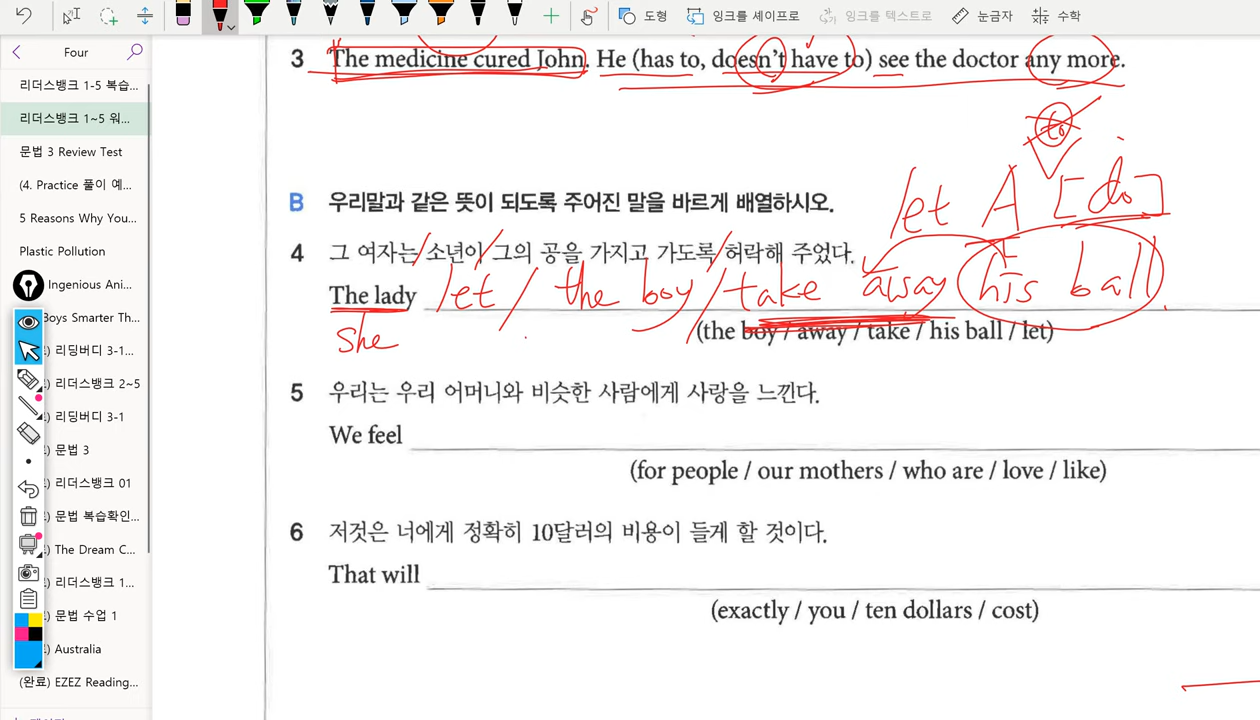 도형
잉크를 셰이프로
잉크를 텍스트로
눈금자
수학
Four
리더스뱅크 1-5 복습...
리더스뱅크 1~5 워...
문법 3 Review Test
(4. Practice 풀이 예...
5 Reasons Why You...
Plastic Pollution
Ingenious Ani...
Boys Smarter Th...
) 리딩버디 3-1...
) 리더스뱅크 2~5
) 리딩버디 3-1
) 문법 3
) 리더스뱅크 01
) 문법 복습확인...
) The Dream C...
) 리더스뱅크 1...
) 문법 수업 1
) Australia
(완료) EZEZ Reading...
3 The medicine cured John. He (has to, doesn't have to) see the doctor any more.
to
let A [do]
B 우리말과 같은 뜻이 되도록 주어진 말을 바르게 배열하시오.
4 그 여자는/소년이/그의 공을 가지고 가도록/허락해 주었다.
The lady let / the boy / take away his ball.
she
(the boy / away / take / his ball / let)
5 우리는 우리 어머니와 비슷한 사람에게 사랑을 느낀다.
We feel
(for people / our mothers / who are / love / like)
6 저것은 너에게 정확히 10달러의 비용이 들게 할 것이다.
That will
(exactly / you / ten dollars / cost)